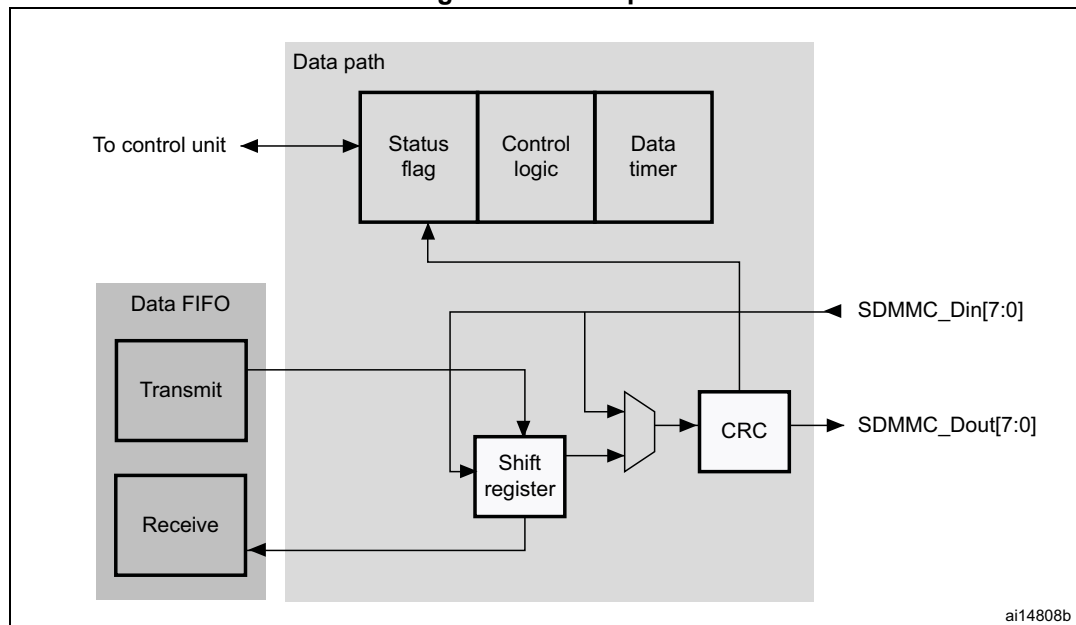 Data path
To control unit
Status
flag
Control
logic
Data
timer
Data FIFO
SDMMC_Din[7:0]
Transmit
CRC
SDMMC_Dout[7:0]
Shift
register
Receive
ai14808b